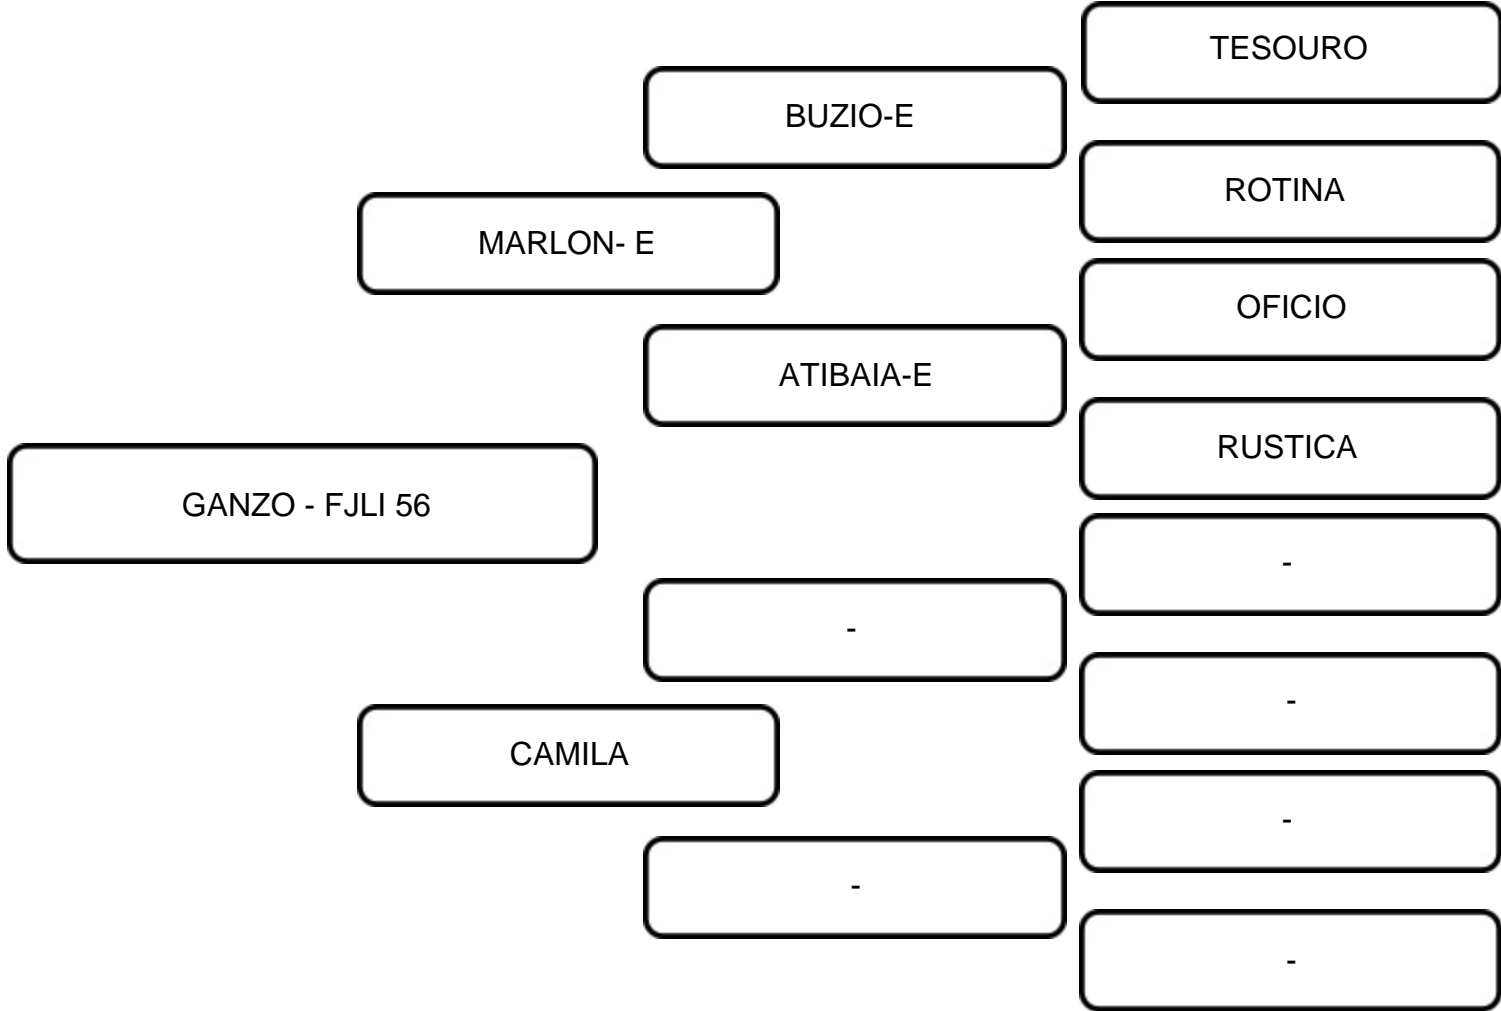 TESOURO
BUZIO-E
ROTINA
MARLON- E
OFICIO
ATIBAIA-E
RUSTICA
GANZO - FJLI 56
-
-
-
CAMILA
-
-
-